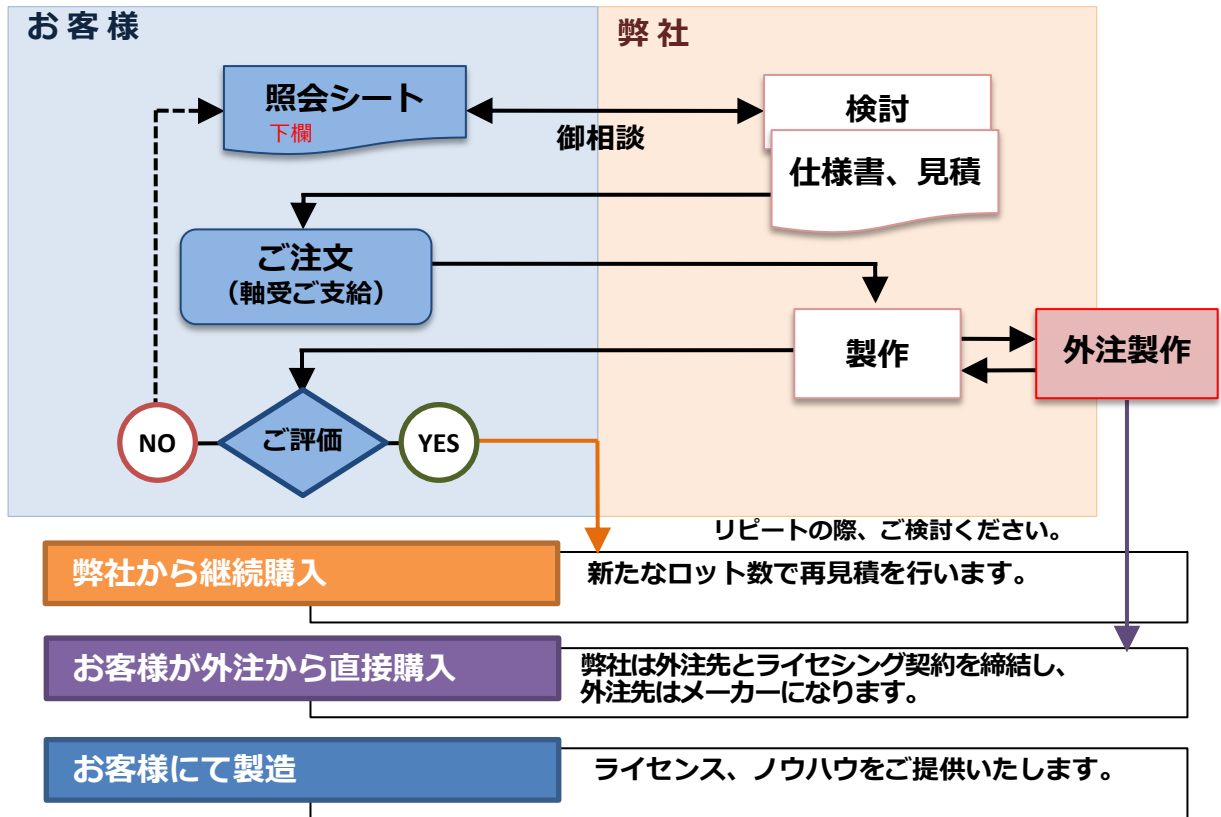 お客様
弊社
照会シート
下欄
御相談
検討
仕様書、見積
ご注文
（軸受ご支給）
製作
外注製作
NO
ご評価
YES
リピートの際、ご検討ください。
弊社から継続購入
新たなロット数で再見積を行います。
お客様が外注から直接購入
弊社は外注先とライセシング契約を締結し、
外注先はメーカーになります。
お客様にて製造
ライセンス、ノウハウをご提供いたします。